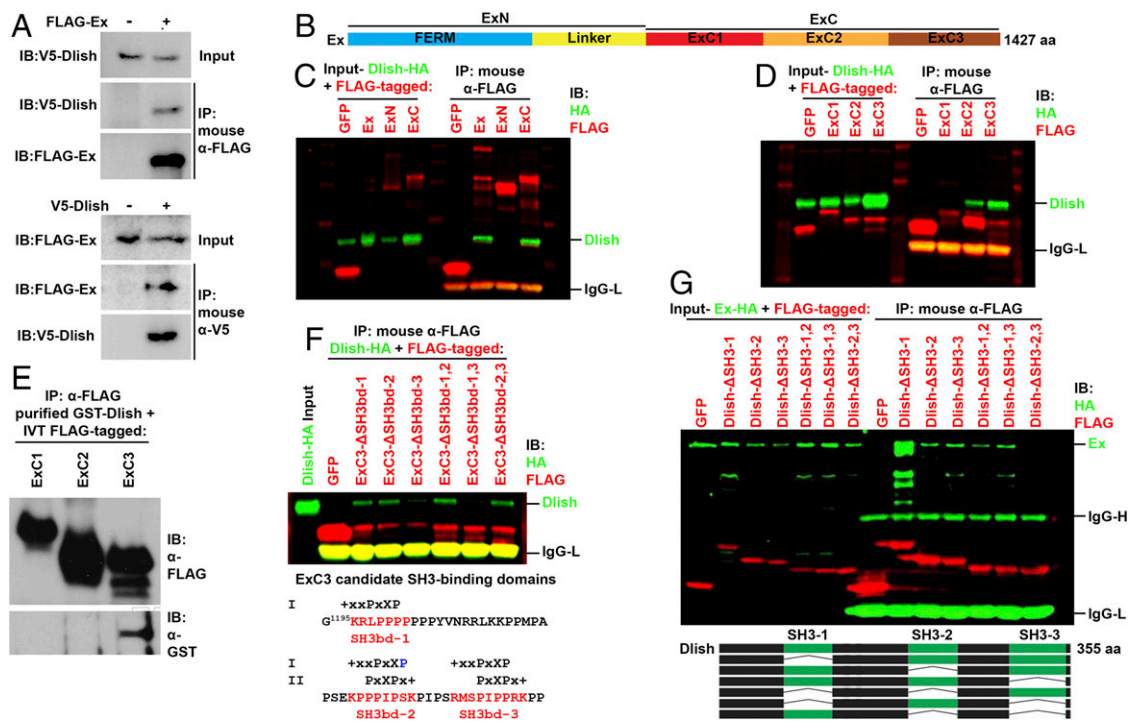 A
FLAG-Ex - +
IB:V5-Dlish Input
IB:V5-Dlish
IB:FLAG-Ex
IP: mouse α-FLAG
V5-Dlish - +
IB:FLAG-Ex Input
IB:FLAG-Ex
IB:V5-Dlish
IP: mouse α-V5
B
ExN ExC
Ex FERM Linker ExC1 ExC2 ExC3 1427 aa
C
Input- Dlish-HA IP: mouse
+ FLAG-tagged: α-FLAG
GFP Ex ExN ExC GFP Ex ExN ExC
IB:
HA
FLAG
Dlish
IgG-L
D
Input- Dlish-HA IP: mouse
+ FLAG-tagged: α-FLAG
GFP ExC1 ExC2 ExC3 GFP ExC1 ExC2 ExC3
IB:
HA
FLAG
Dlish
IgG-L
E
IP: α-FLAG
purified GST-Dlish +
IVT FLAG-tagged:
ExC1 ExC2 ExC3
IB:
α-
FLAG
IB:
α-
GST
F
IP: mouse α-FLAG
Dlish-HA + FLAG-tagged:
Dlish-HA Input GFP ExC3-ΔSH3bd-1 ExC3-ΔSH3bd-2 ExC3-ΔSH3bd-3 ExC3-ΔSH3bd-1,2 ExC3-ΔSH3bd-1,3 ExC3-ΔSH3bd-2,3
IB:
HA
FLAG
Dlish
IgG-L
ExC3 candidate SH3-binding domains
I +xxPxXP
G1195KRLPPPPPPPYVNRRLKKPPMPA
SH3bd-1
I +xxPxXP +xxPxXP
II PxXPx+ PxXPx+
PSEKPPPIPSKPIPSRMSPIPPRKPP
SH3bd-2 SH3bd-3
G
Input- Ex-HA + FLAG-tagged: IP: mouse α-FLAG
GFP Dlish-ΔSH3-1 Dlish-ΔSH3-2 Dlish-ΔSH3-3 Dlish-ΔSH3-1,2 Dlish-ΔSH3-1,3 Dlish-ΔSH3-2,3 GFP Dlish-ΔSH3-1 Dlish-ΔSH3-2 Dlish-ΔSH3-3 Dlish-ΔSH3-1,2 Dlish-ΔSH3-1,3 Dlish-ΔSH3-2,3
IB:
HA
FLAG
Ex
IgG-H
IgG-L
SH3-1 SH3-2 SH3-3
Dlish 355 aa